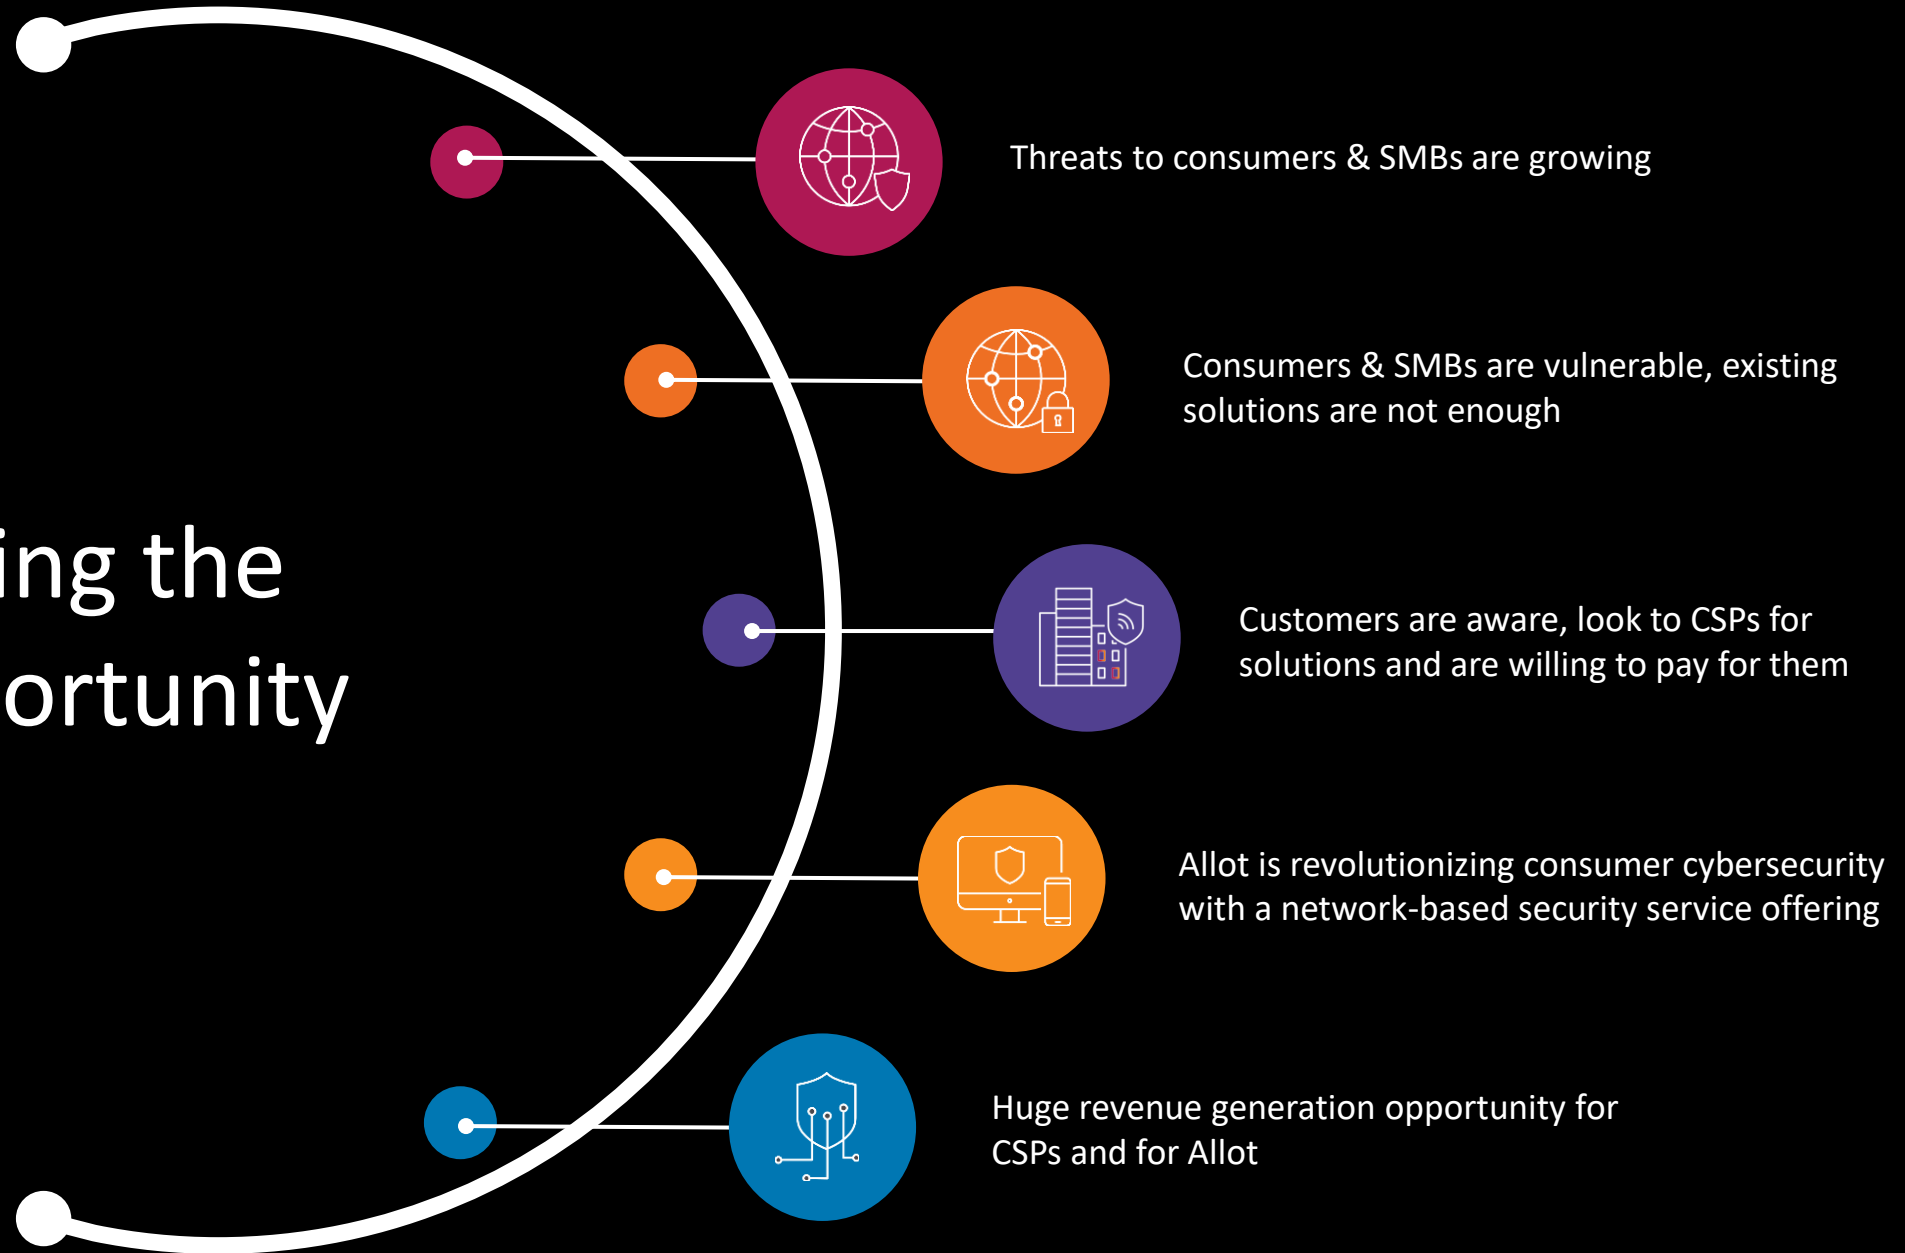 ing the
ortunity
Threats to consumers & SMBs are growing
Consumers & SMBs are vulnerable, existing
solutions are not enough
Customers are aware, look to CSPs for
solutions and are willing to pay for them
Allot is revolutionizing consumer cybersecurity
with a network-based security service offering
Huge revenue generation opportunity for
CSPs and for Allot